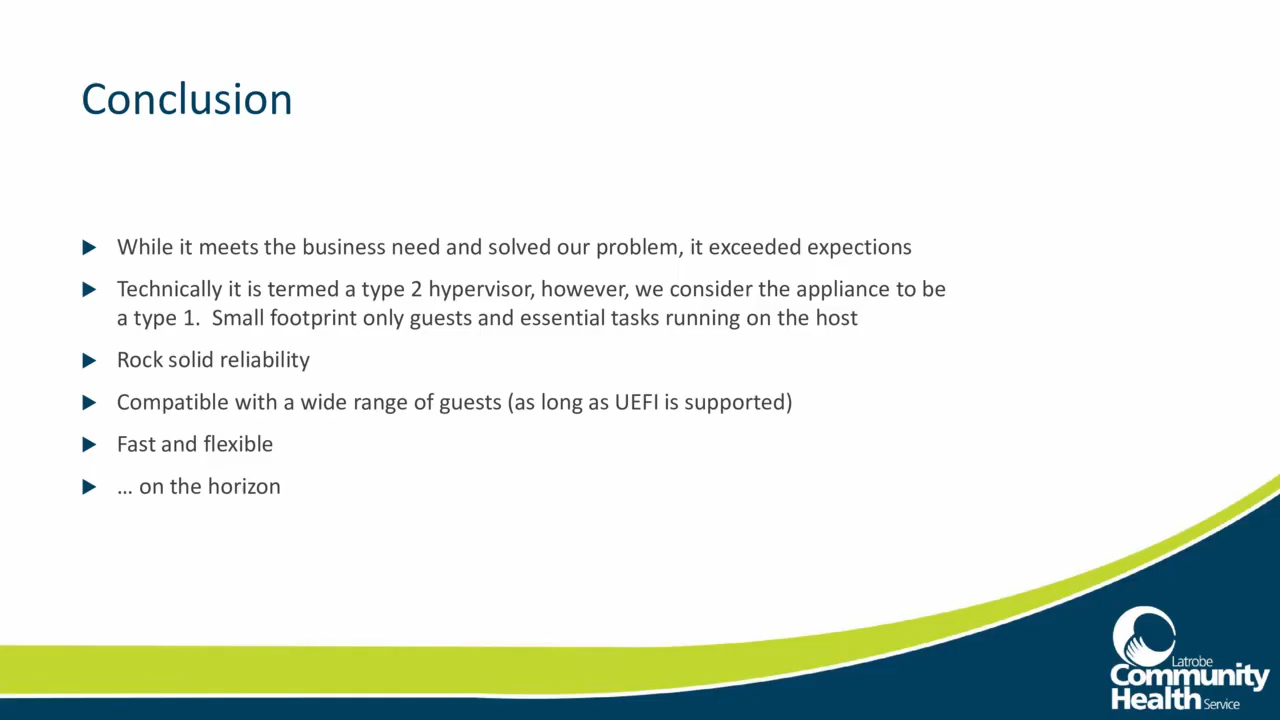 Conclusion
While it meets the business need and solved our problem, it exceeded expections
Technically it is termed a type 2 hypervisor, however, we consider the appliance to be
a type 1.  Small footprint only guests and essential tasks running on the host
Rock solid reliability
Compatible with a wide range of guests (as long as UEFI is supported)
Fast and flexible
... on the horizon
Latrobe
Community
Health Service